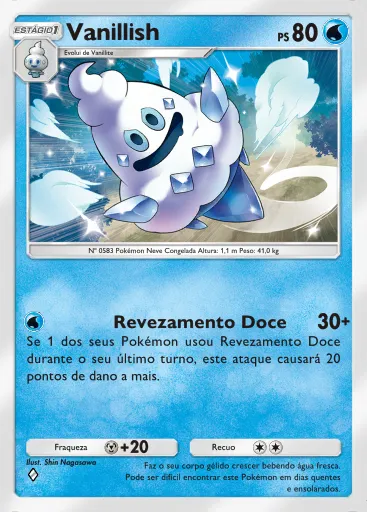 ESTÁGIO 1
Vanillish
PS 80
Evolui de Vanillite
Nº 0583 Pokémon Neve Congelada Altura: 1,1 m Peso: 41,0 kg
Revezamento Doce 30+
Se 1 dos seus Pokémon usou Revezamento Doce
durante o seu último turno, este ataque causará 20
pontos de dano a mais.
Fraqueza +20 Recuo
Ilust. Shin Nagasawa
Faz o seu corpo gélido crescer bebendo água fresca.
Pode ser difícil encontrar este Pokémon em dias quentes
e ensolarados.